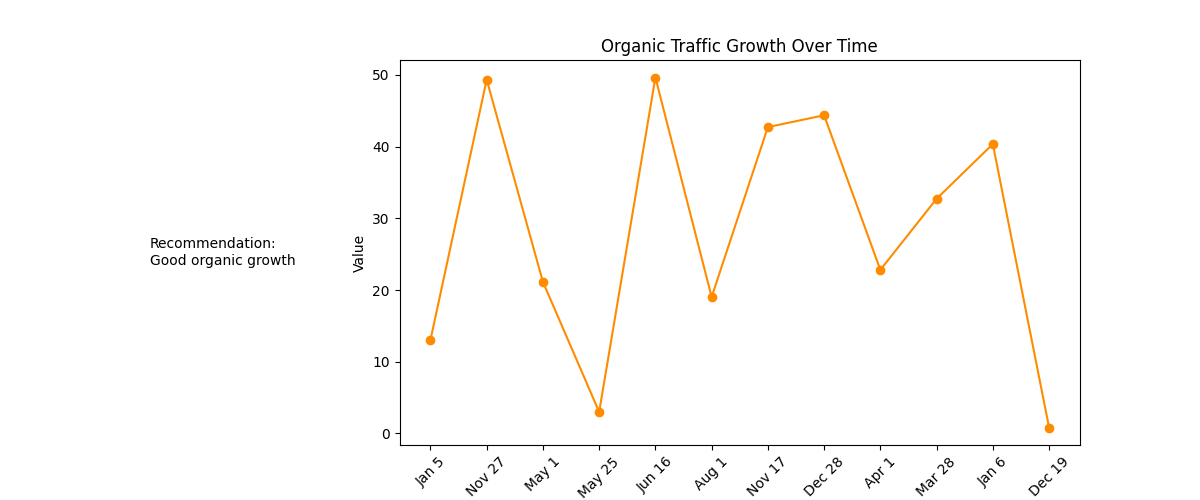 Organic Traffic Growth Over Time
Recommendation:
Good organic growth
Value
50
40
30
20
10
0
Jan 5
Nov 27
May 1
May 25
Jun 16
Aug 1
Nov 17
Dec 28
Apr 1
Mar 28
Jan 6
Dec 19